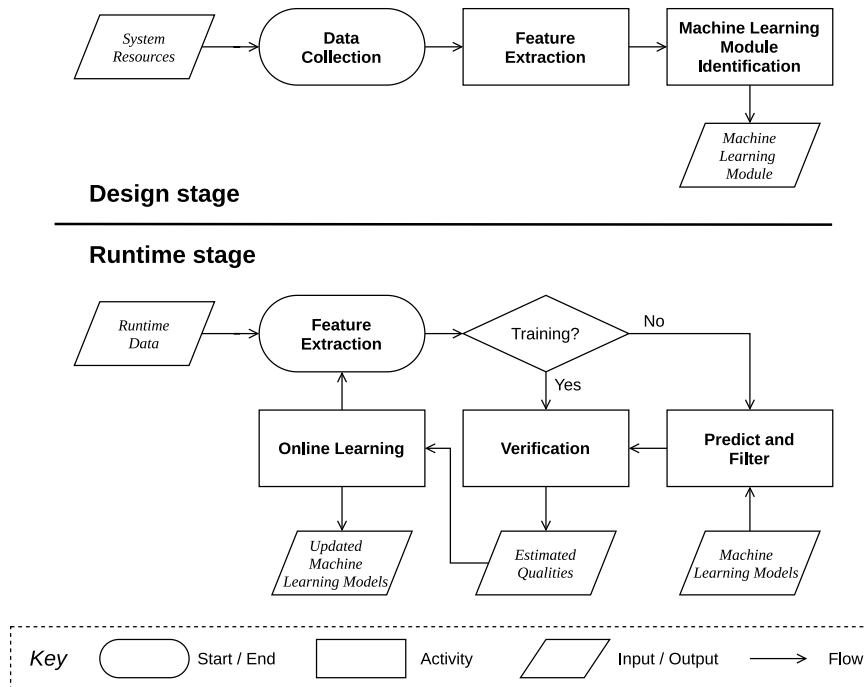 System
Resources
Data
Collection
Feature
Extraction
Machine Learning
Module
Identification
Machine
Learning
Module
Design stage
Runtime stage
Runtime
Data
Feature
Extraction
Training?
No
Yes
Online Learning
Verification
Predict and
Filter
Updated
Machine
Learning Models
Estimated
Qualities
Machine
Learning Models
Key
Start / End
Activity
Input / Output
Flow